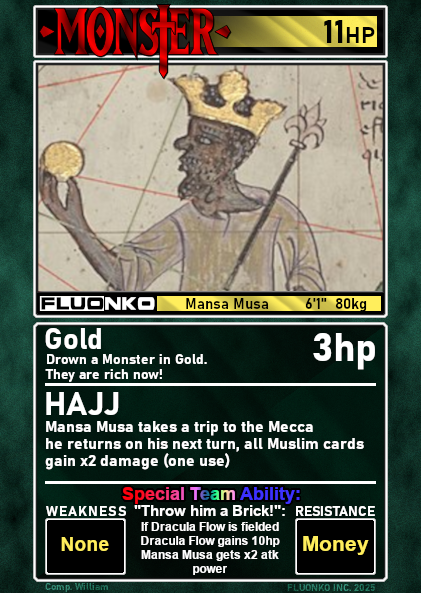 MONSTER
11HP
FLUONKO Mansa Musa 6'1" 80kg
Gold
3hp
Drown a Monster in Gold.
They are rich now!
HAJJ
Mansa Musa takes a trip to the Mecca
he returns on his next turn, all Muslim cards
gain x2 damage (one use)
Special Team Ability:
"Throw him a Brick!":
If Dracula Flow is fielded
Dracula Flow gains 10hp
Mansa Musa gets x2 atk
power
WEAKNESS
None
RESISTANCE
Money
Comp. William
FLUONKO INC. 2025